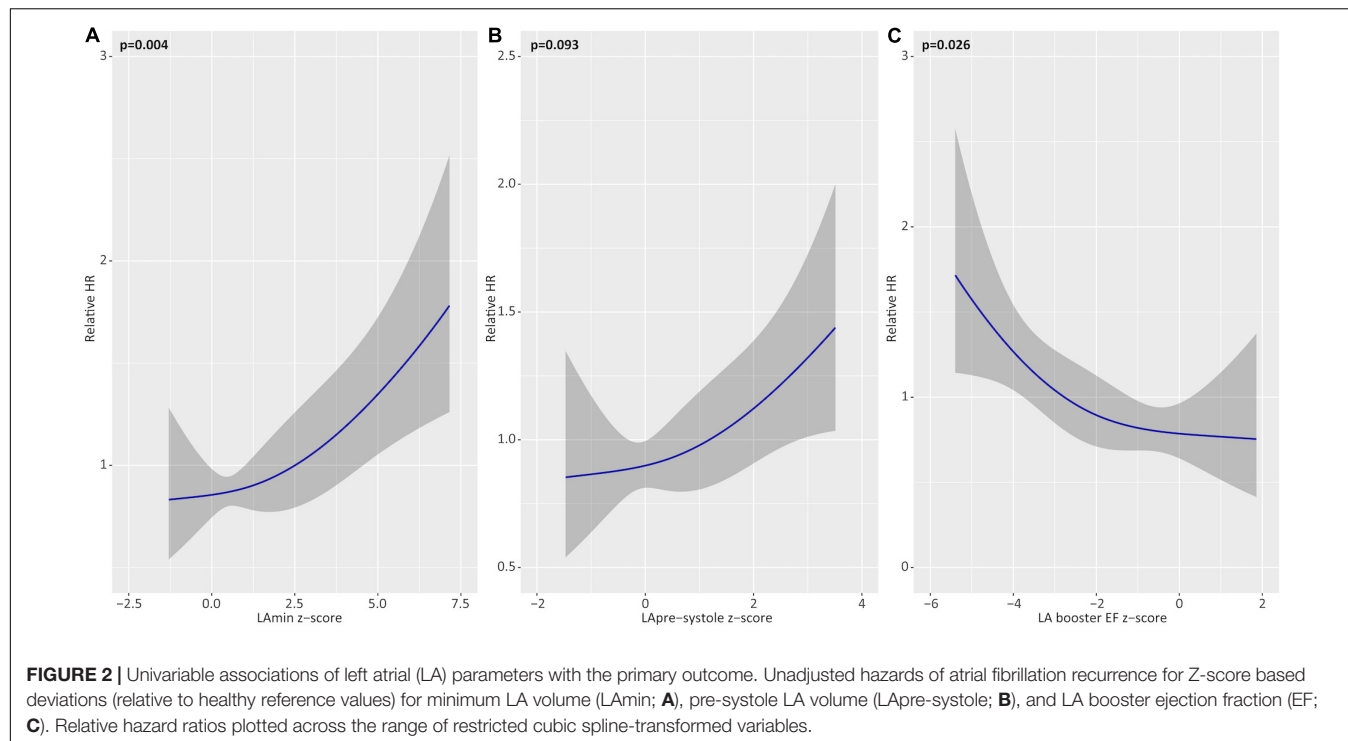 A
p=0.004
3
2
1
Relative HR
−2.5
0.0
2.5
5.0
7.5
LAmin z-score
B
p=0.093
2.5
2.0
1.5
1.0
0.5
Relative HR
−2
0
2
4
LApre-systole z-score
C
p=0.026
3
2
1
0
Relative HR
−6
−4
−2
0
2
LA booster EF z-score
FIGURE 2 | Univariable associations of left atrial (LA) parameters with the primary outcome. Unadjusted hazards of atrial fibrillation recurrence for Z-score based
deviations (relative to healthy reference values) for minimum LA volume (LAmin; A), pre-systole LA volume (LApre-systole; B), and LA booster ejection fraction (EF;
C). Relative hazard ratios plotted across the range of restricted cubic spline-transformed variables.